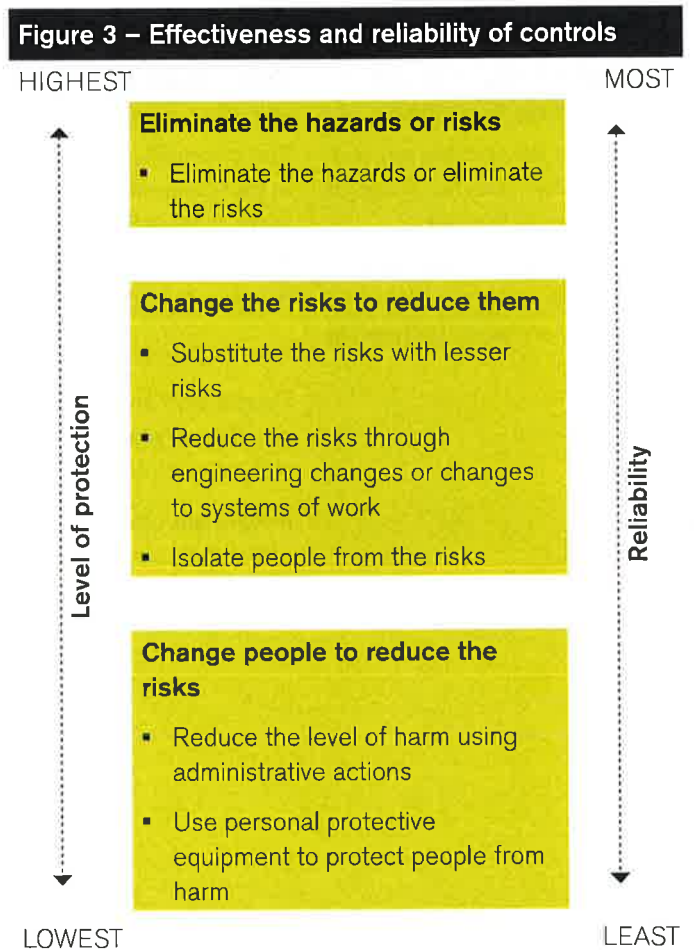 Figure 3 – Effectiveness and reliability of controls
HIGHEST
MOST
Eliminate the hazards or risks
▪ Eliminate the hazards or eliminate
the risks
Change the risks to reduce them
▪ Substitute the risks with lesser
risks
▪ Reduce the risks through
engineering changes or changes
to systems of work
▪ Isolate people from the risks
Level of protection
Reliability
Change people to reduce the
risks
▪ Reduce the level of harm using
administrative actions
▪ Use personal protective
equipment to protect people from
harm
LOWEST
LEAST